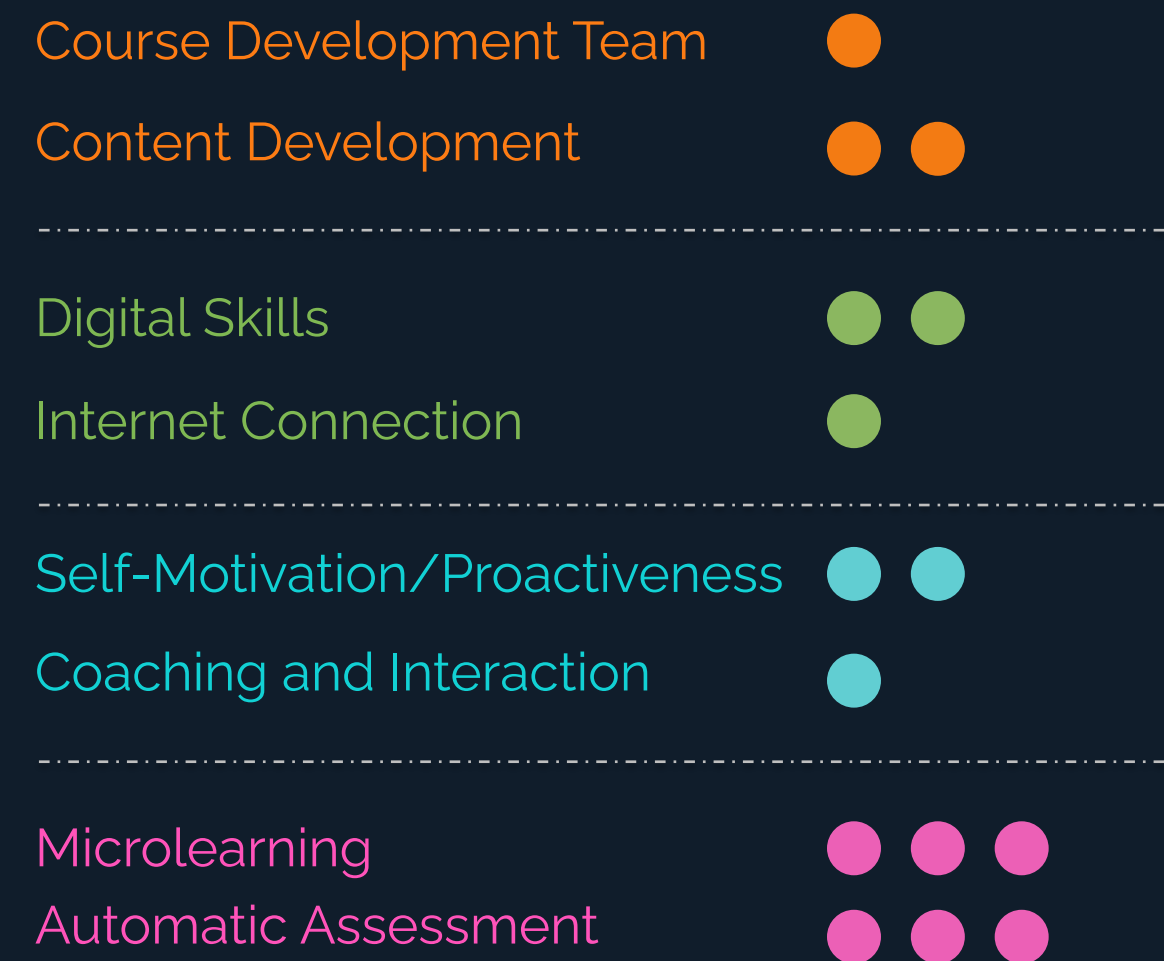 Course Development Team
Content Development
Digital Skills
Internet Connection
Self-Motivation/Proactiveness
Coaching and Interaction
Microlearning
Automatic Assessment